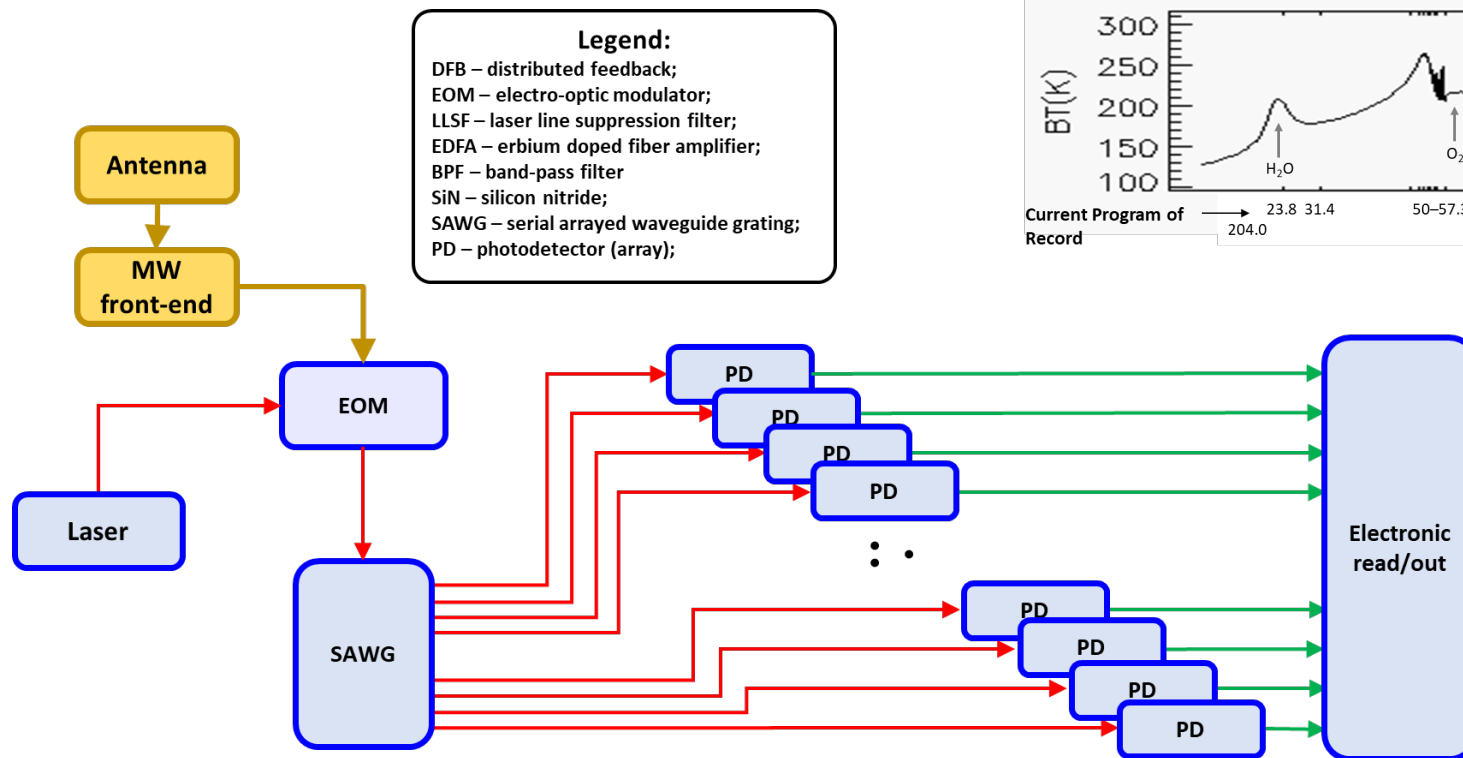 Legend:
DFB – distributed feedback;
EOM – electro-optic modulator;
LLSF – laser line suppression filter;
EDFA – erbium doped fiber amplifier;
BPF – band-pass filter
SiN – silicon nitride;
SAWG – serial arrayed waveguide grating;
PD – photodetector (array);
300
250
200
150
100
BT(K)
H₂O
O₂
Current Program of
Record
23.8 31.4
50–57.3
204.0
Antenna
MW
front-end
EOM
Laser
SAWG
PD
PD
PD
PD
PD
PD
PD
PD
Electronic
read/out